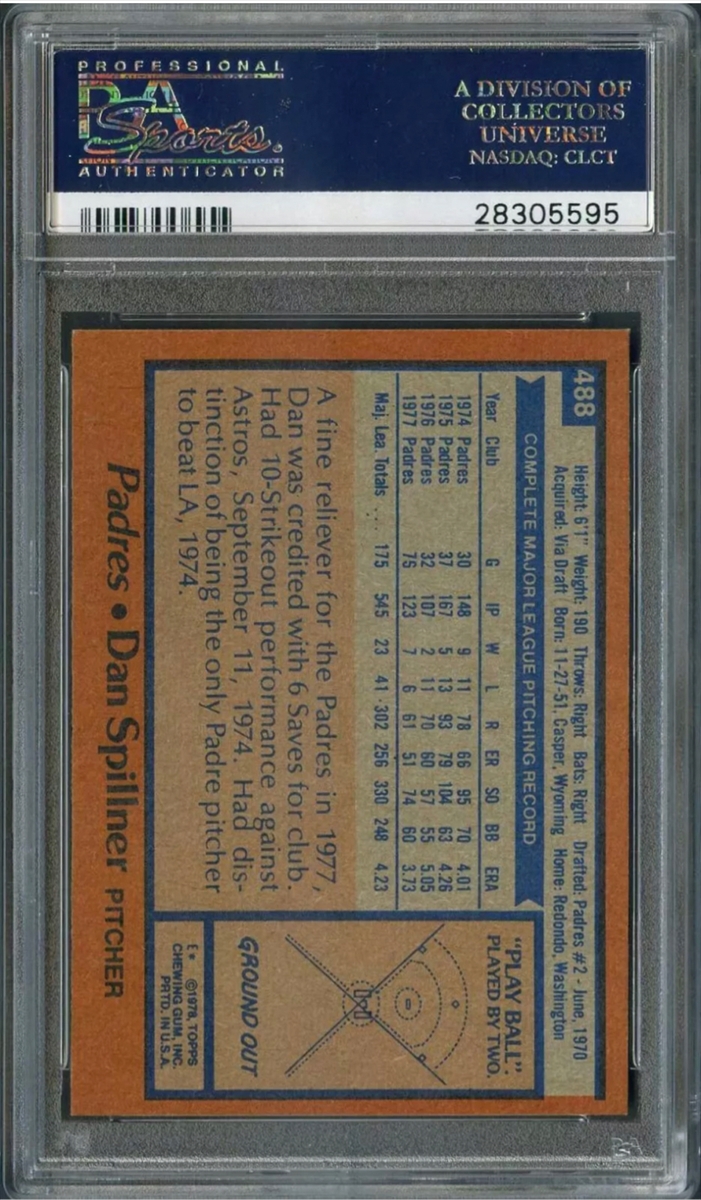 PROFESSIONAL
PSA
Sports.
AUTHENTICATOR
A DIVISION OF
COLLECTORS
UNIVERSE
NASDAQ: CLCT
28305595
488
Height: 6'1" Weight: 190 Throws: Right Bats: Right Drafted: Padres #2 - June, 1970
Acquired: Via Draft Born: 11-27-51, Casper, Wyoming Home: Redondo, Washington
COMPLETE MAJOR LEAGUE PITCHING RECORD
Year Club G IP W L R ER SO BB ERA
1974 Padres 30 148 9 11 78 66 95 70 4.01
1975 Padres 37 167 5 13 93 79 104 63 4.26
1976 Padres 32 107 2 11 70 60 57 55 5.05
1977 Padres 75 123 7 6 61 51 74 60 3.73
Maj. Lea. Totals ... 175 545 23 41 302 256 330 248 4.23
A fine reliever for the Padres in 1977,
Dan was credited with 6 Saves for club.
Had 10-Strikeout performance against
Astros, September 11, 1974. Had dis-
tinction of being the only Padre pitcher
to beat LA, 1974.
"PLAY BALL".
PLAYED BY TWO.
GROUND OUT
©1978, TOPPS
CHEWING GUM, INC.
PRTD. IN U.S.A.
Padres • Dan Spillner PITCHER